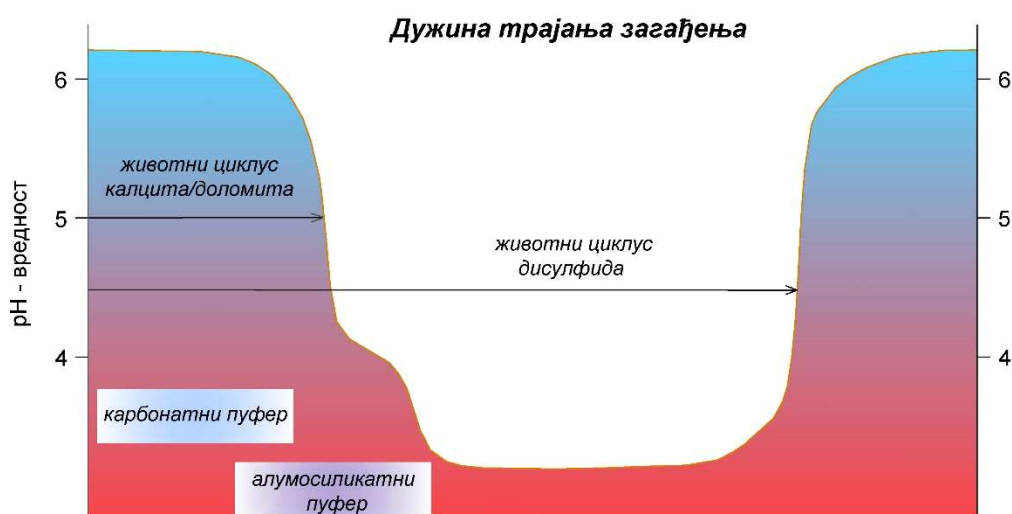 Дужина трајања загађења
6
6
животни циклус
калцита/доломита
5
5
животни циклус
дисулфида
pH - вредност
4
4
карбонатни пуфер
алумосиликатни
пуфер